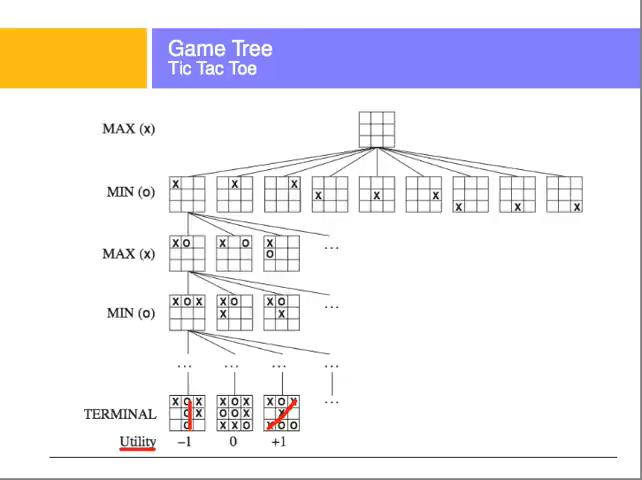 Game Tree
Tic Tac Toe
MAX (x)
MIN (o)
X X X X X X X X X
MAX (x)
X O X O X
O
...
MIN (o)
X O X X O X O
X X
...
... ... ... ...
TERMINAL
X O X X O X X O X
O X O O X X
O X X O X O O
...
Utility -1 0 +1